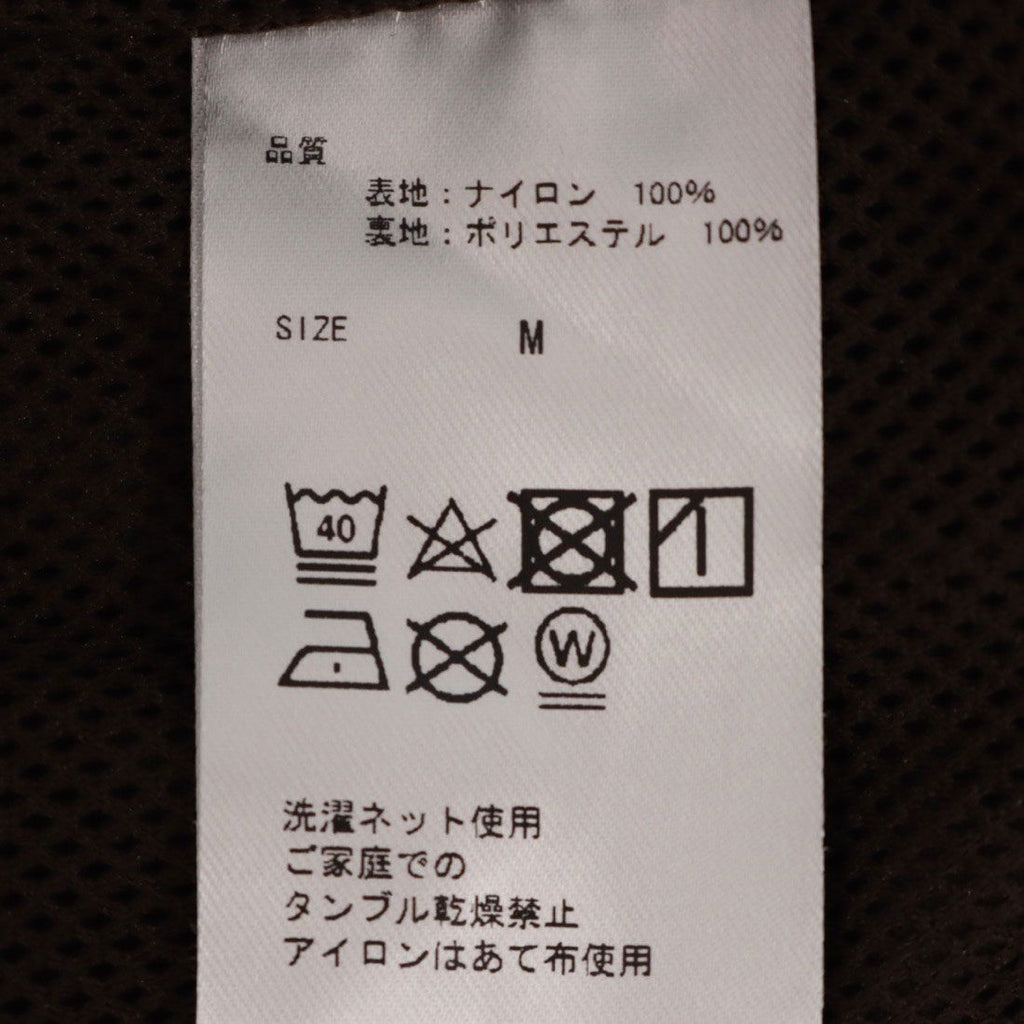 品質
表地：ナイロン 100%
裏地：ポリエステル 100%
SIZE M
40
W
洗濯ネット使用
ご家庭での
タンブル乾燥禁止
アイロンはあて布使用